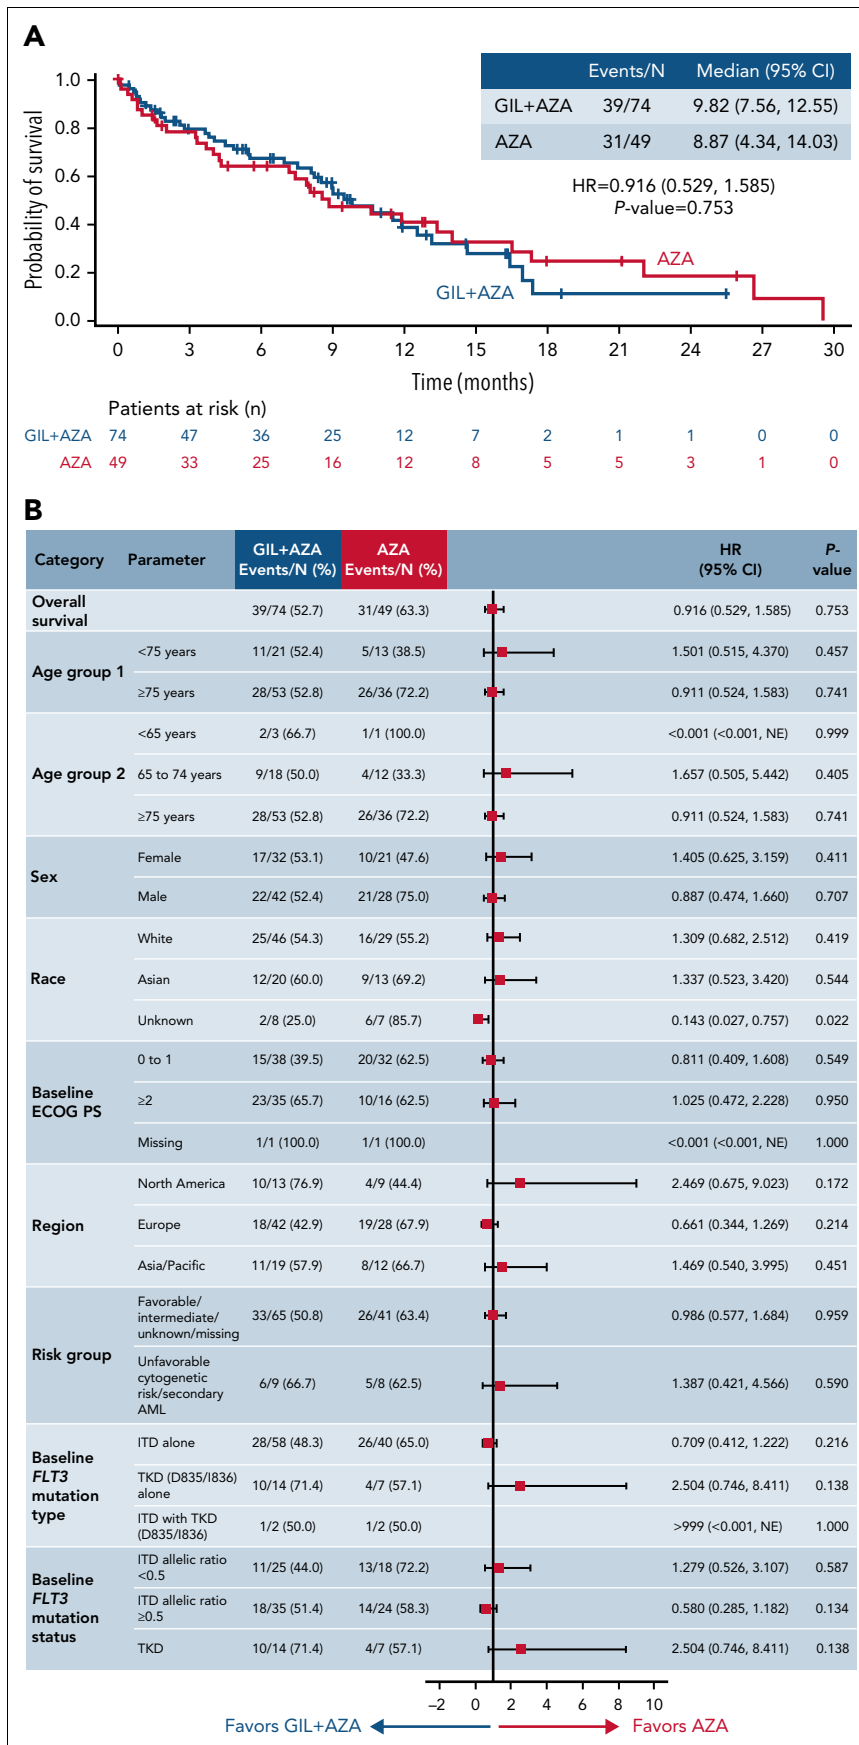 A
Events/N Median (95% CI)
GIL+AZA 39/74 9.82 (7.56, 12.55)
AZA 31/49 8.87 (4.34, 14.03)
HR=0.916 (0.529, 1.585)
P-value=0.753
Probability of survival
1.0
0.8
0.6
0.4
0.2
0.0
AZA
GIL+AZA
0 3 6 9 12 15 18 21 24 27 30
Time (months)
Patients at risk (n)
GIL+AZA 74 47 36 25 12 7 2 1 1 0 0
AZA 49 33 25 16 12 8 5 5 3 1 0
B
Category Parameter GIL+AZA Events/N (%) AZA Events/N (%) HR (95% CI) P-value
Overall survival 39/74 (52.7) 31/49 (63.3) 0.916 (0.529, 1.585) 0.753
Age group 1
<75 years 11/21 (52.4) 5/13 (38.5) 1.501 (0.515, 4.370) 0.457
≥75 years 28/53 (52.8) 26/36 (72.2) 0.911 (0.524, 1.583) 0.741
Age group 2
<65 years 2/3 (66.7) 1/1 (100.0) <0.001 (<0.001, NE) 0.999
65 to 74 years 9/18 (50.0) 4/12 (33.3) 1.657 (0.505, 5.442) 0.405
≥75 years 28/53 (52.8) 26/36 (72.2) 0.911 (0.524, 1.583) 0.741
Sex
Female 17/32 (53.1) 10/21 (47.6) 1.405 (0.625, 3.159) 0.411
Male 22/42 (52.4) 21/28 (75.0) 0.887 (0.474, 1.660) 0.707
Race
White 25/46 (54.3) 16/29 (55.2) 1.309 (0.682, 2.512) 0.419
Asian 12/20 (60.0) 9/13 (69.2) 1.337 (0.523, 3.420) 0.544
Unknown 2/8 (25.0) 6/7 (85.7) 0.143 (0.027, 0.757) 0.022
Baseline ECOG PS
0 to 1 15/38 (39.5) 20/32 (62.5) 0.811 (0.409, 1.608) 0.549
≥2 23/35 (65.7) 10/16 (62.5) 1.025 (0.472, 2.228) 0.950
Missing 1/1 (100.0) 1/1 (100.0) <0.001 (<0.001, NE) 1.000
Region
North America 10/13 (76.9) 4/9 (44.4) 2.469 (0.675, 9.023) 0.172
Europe 18/42 (42.9) 19/28 (67.9) 0.661 (0.344, 1.269) 0.214
Asia/Pacific 11/19 (57.9) 8/12 (66.7) 1.469 (0.540, 3.995) 0.451
Risk group
Favorable/
intermediate/
unknown/missing 33/65 (50.8) 26/41 (63.4) 0.986 (0.577, 1.684) 0.959
Unfavorable
cytogenetic
risk/secondary
AML 6/9 (66.7) 5/8 (62.5) 1.387 (0.421, 4.566) 0.590
Baseline
FLT3
mutation
type
ITD alone 28/58 (48.3) 26/40 (65.0) 0.709 (0.412, 1.222) 0.216
TKD (D835/I836)
alone 10/14 (71.4) 4/7 (57.1) 2.504 (0.746, 8.411) 0.138
ITD with TKD
(D835/I836) 1/2 (50.0) 1/2 (50.0) >999 (<0.001, NE) 1.000
Baseline
FLT3
mutation
status
ITD allelic ratio
<0.5 11/25 (44.0) 13/18 (72.2) 1.279 (0.526, 3.107) 0.587
ITD allelic ratio
≥0.5 18/35 (51.4) 14/24 (58.3) 0.580 (0.285, 1.182) 0.134
TKD 10/14 (71.4) 4/7 (57.1) 2.504 (0.746, 8.411) 0.138
−2 0 2 4 6 8 10
Favors GIL+AZA Favors AZA